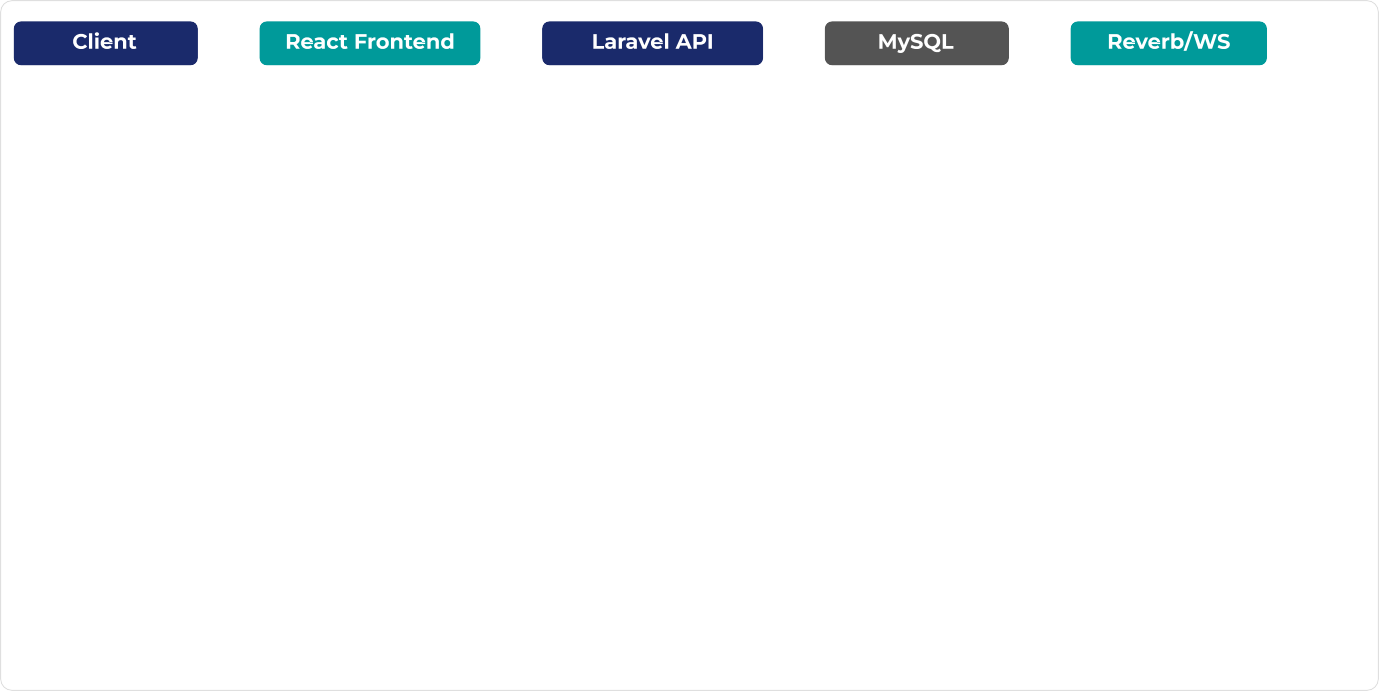 Client
React Frontend
Laravel API
MySQL
Reverb/WS